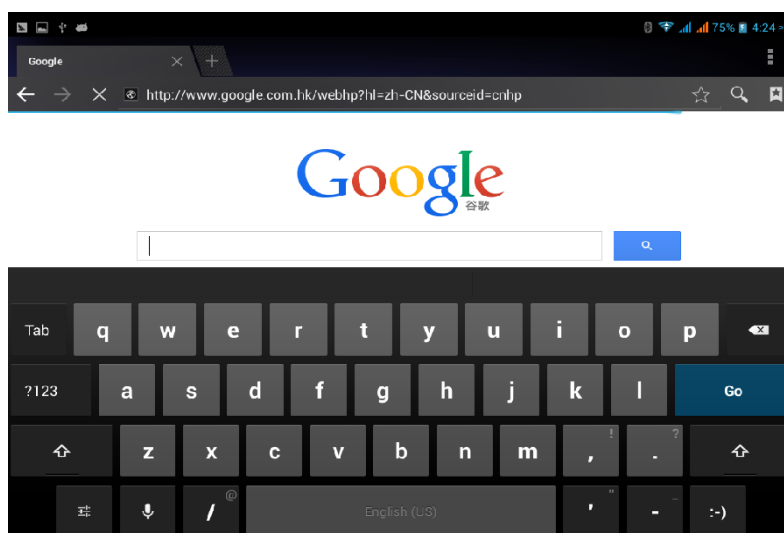 75% 4:24
Google
http://www.google.com.hk/webhp?hl=zh-CN&sourceid=cnhp
Google
谷歌
Tab q w e r t y u i o p
?123 a s d f g h j k l Go
z x c v b n m , ! . ?
/ @ English (US) ' " - _ :-)